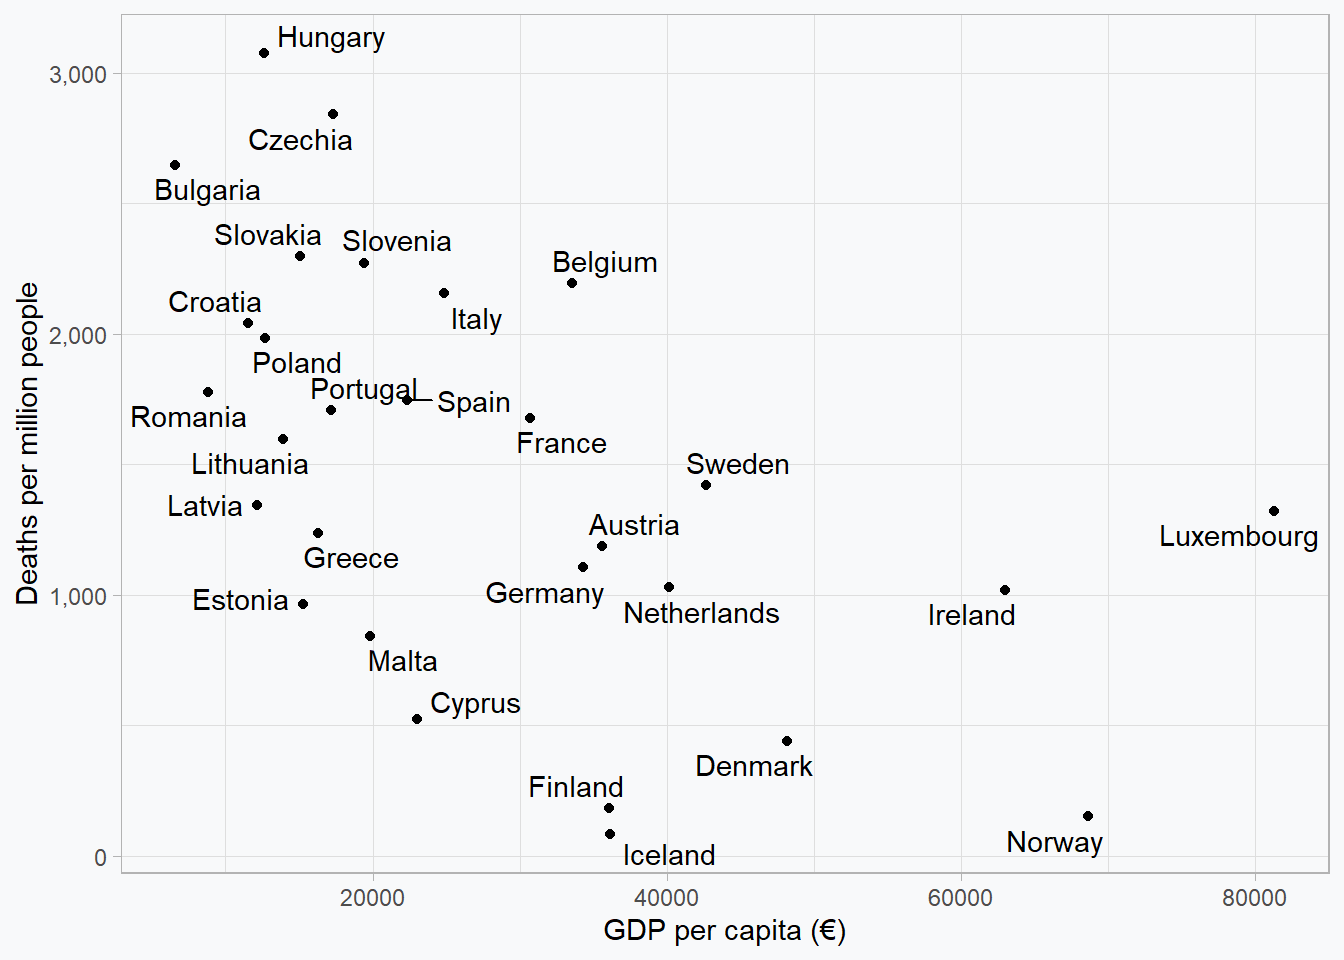 Hungary
3,000
Czechia
Bulgaria
Slovakia
Slovenia
Belgium
Croatia
Italy
2,000
Poland
Portugal
Spain
Romania
France
Lithuania
Sweden
Latvia
Austria
Luxembourg
Greece
Germany
Estonia
1,000
Netherlands
Ireland
Malta
Cyprus
Denmark
Finland
Norway
Iceland
0
20000
40000
60000
80000
GDP per capita (€)
Deaths per million people